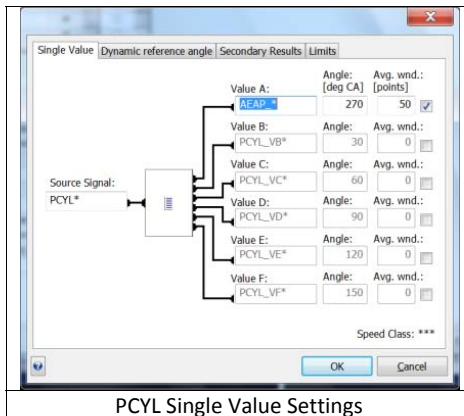 Single Value Dynamic reference angle Secondary Results Limits
Value A: Angle: [deg CA] Avg. wnd.: [points]
AEAP_* 270 50
Value B: Angle: Avg. wnd.:
PCYL_VB* 30 0
Value C: Angle: Avg. wnd.:
PCYL_VC* 60 0
Source Signal:
PCYL*
Value D: Angle: Avg. wnd.:
PCYL_VD* 90 0
Value E: Angle: Avg. wnd.:
PCYL_VE* 120 0
Value F: Angle: Avg. wnd.:
PCYL_VF* 150 0
Speed Class: ***
OK Cancel
PCYL Single Value Settings